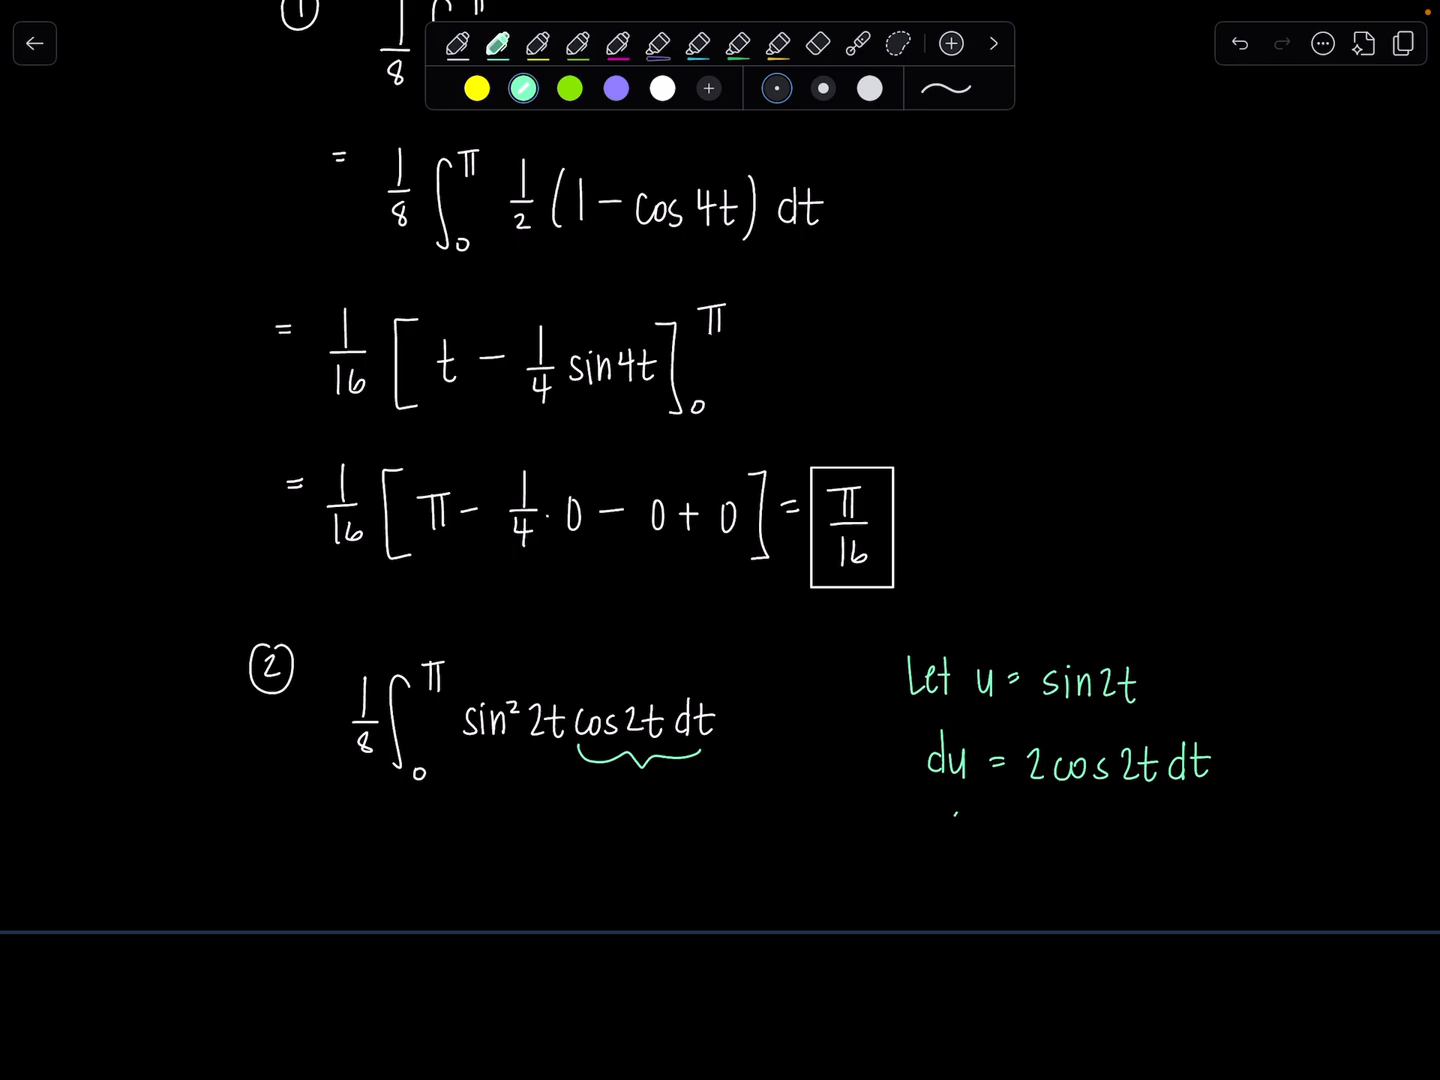 ① 1/8 ∫ π
= 1/8 ∫₀^π 1/2 (1 − cos 4t) dt
= 1/16 [ t − 1/4 sin 4t ]₀^π
= 1/16 [ π − 1/4 · 0 − 0 + 0 ] = π/16
② 1/8 ∫₀^π sin² 2t cos 2t dt
Let u = sin 2t
du = 2 cos 2t dt